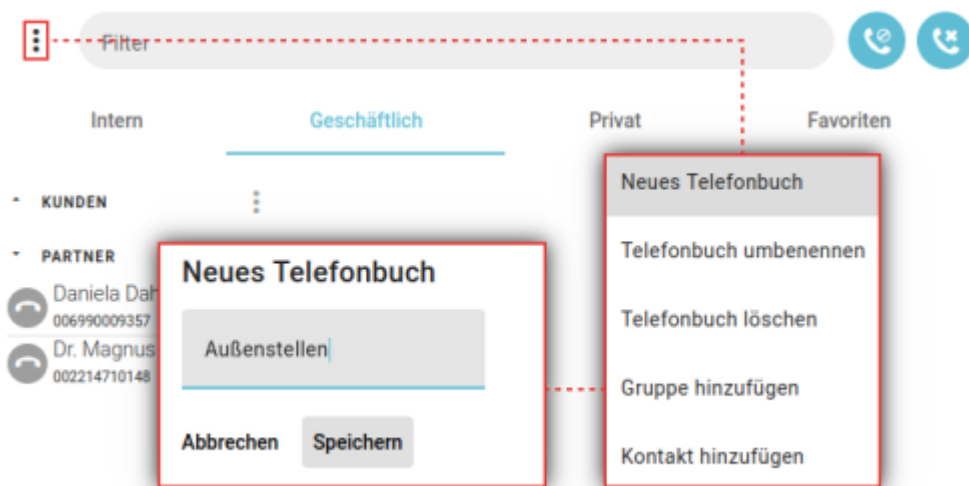 Filter
Intern Geschäftlich Privat Favoriten
KUNDEN
PARTNER
Daniela
006990009357
Dr. Magnus
002214710148
Neues Telefonbuch
Außenstellen
Abbrechen Speichern
Neues Telefonbuch
Telefonbuch umbenennen
Telefonbuch löschen
Gruppe hinzufügen
Kontakt hinzufügen